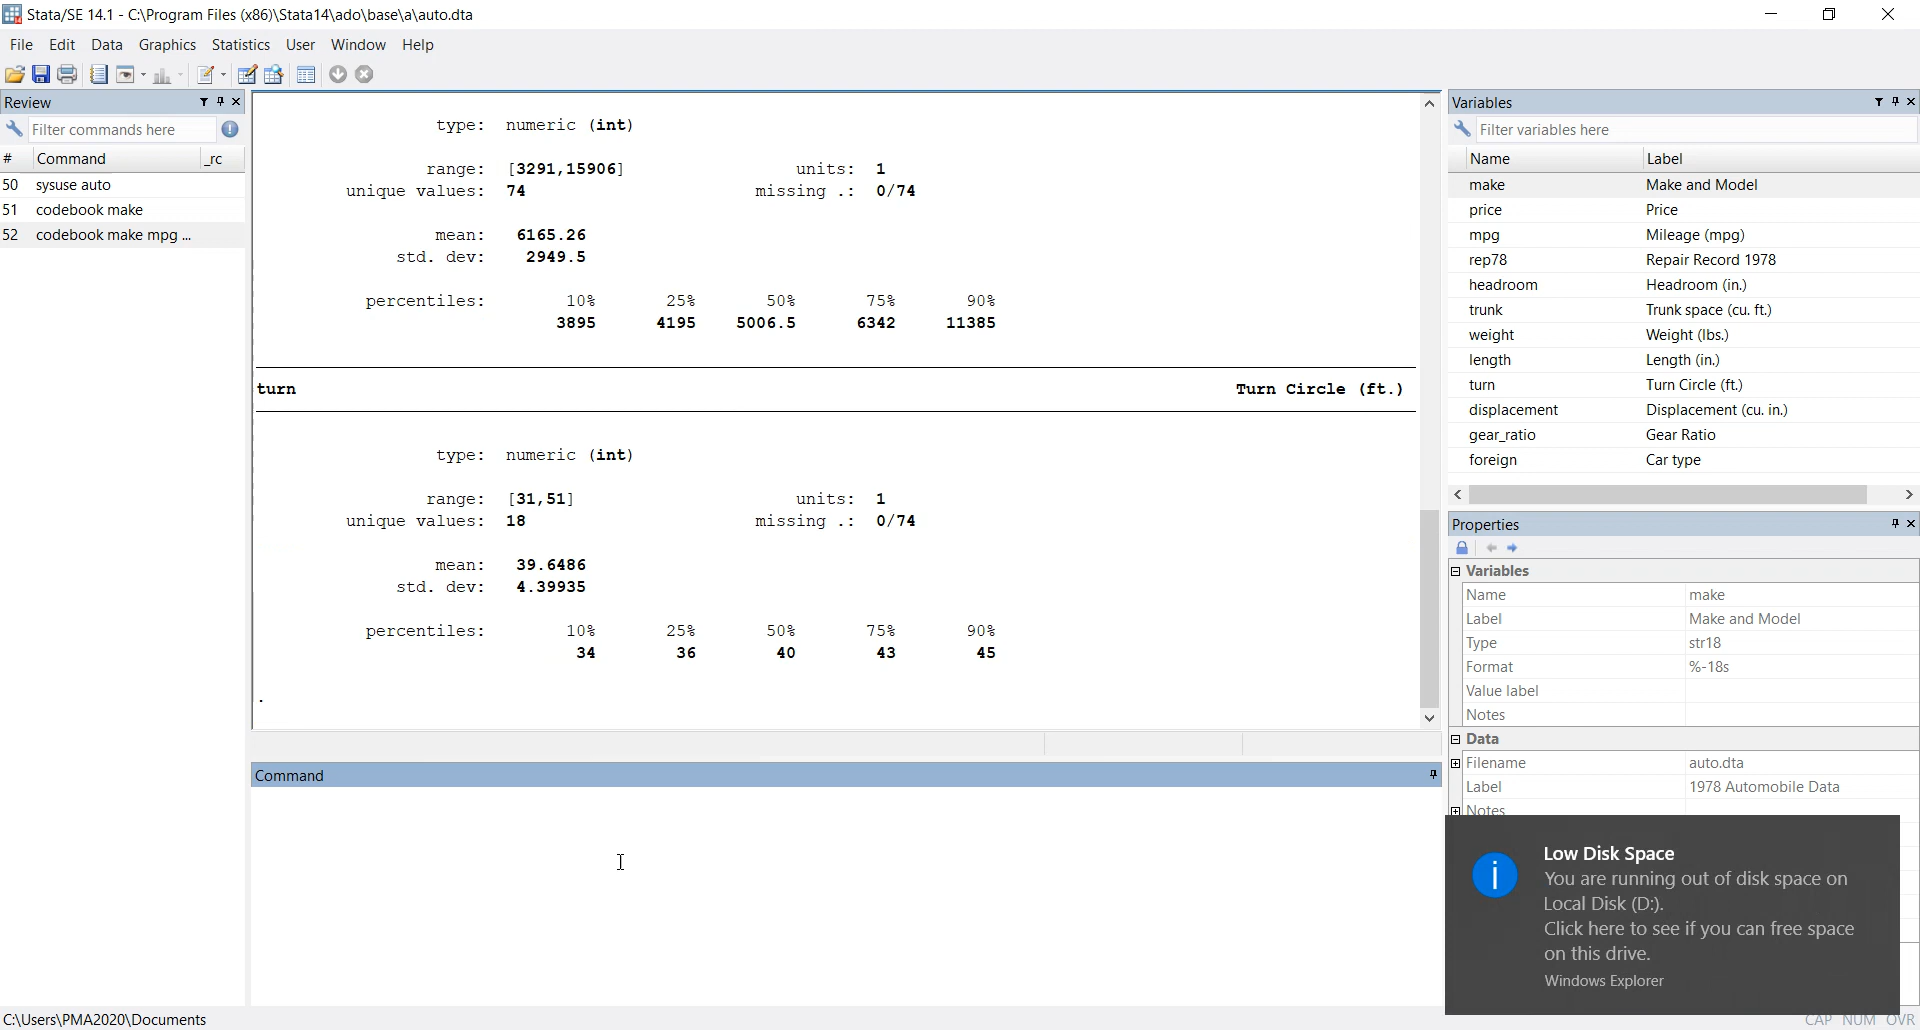 Stata/SE 14.1 - C:\Program Files (x86)\Stata14\ado\base\a\auto.dta
File Edit Data Graphics Statistics User Window Help
Review
Filter commands here
# Command _rc
50 sysuse auto
51 codebook make
52 codebook make mpg ...
type: numeric (int)
range: [3291,15906] units: 1
unique values: 74 missing .: 0/74
mean: 6165.26
std. dev: 2949.5
percentiles: 10% 25% 50% 75% 90%
3895 4195 5006.5 6342 11385
turn Turn Circle (ft.)
type: numeric (int)
range: [31,51] units: 1
unique values: 18 missing .: 0/74
mean: 39.6486
std. dev: 4.39935
percentiles: 10% 25% 50% 75% 90%
34 36 40 43 45
.
Command
Variables
Filter variables here
Name Label
make Make and Model
price Price
mpg Mileage (mpg)
rep78 Repair Record 1978
headroom Headroom (in.)
trunk Trunk space (cu. ft.)
weight Weight (lbs.)
length Length (in.)
turn Turn Circle (ft.)
displacement Displacement (cu. in.)
gear_ratio Gear Ratio
foreign Car type
Properties
Variables
Name make
Label Make and Model
Type str18
Format %-18s
Value label
Notes
Data
Filename auto.dta
Label 1978 Automobile Data
Notes
Low Disk Space
You are running out of disk space on
Local Disk (D:).
Click here to see if you can free space
on this drive.
Windows Explorer
C:\Users\PMA2020\Documents
CAP NUM OVR